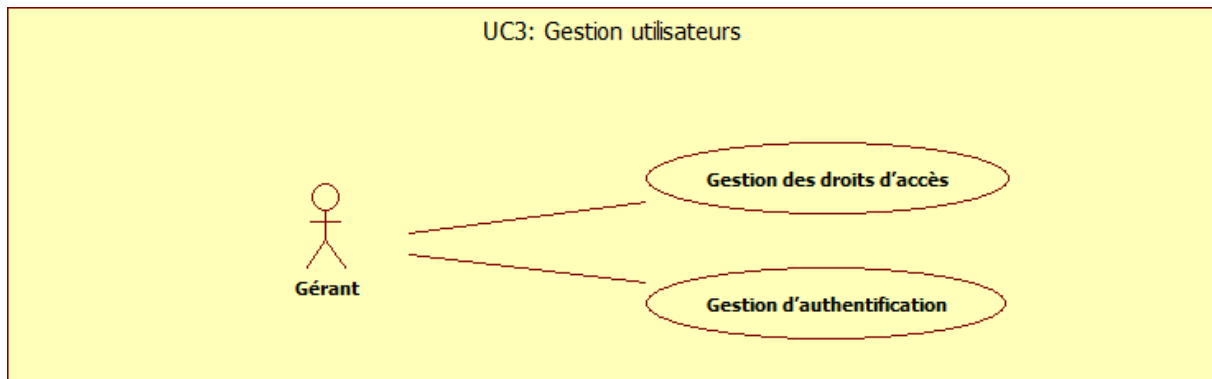 UC3: Gestion utilisateurs
Gestion des droits d’accès
Gérant
Gestion d’authentification